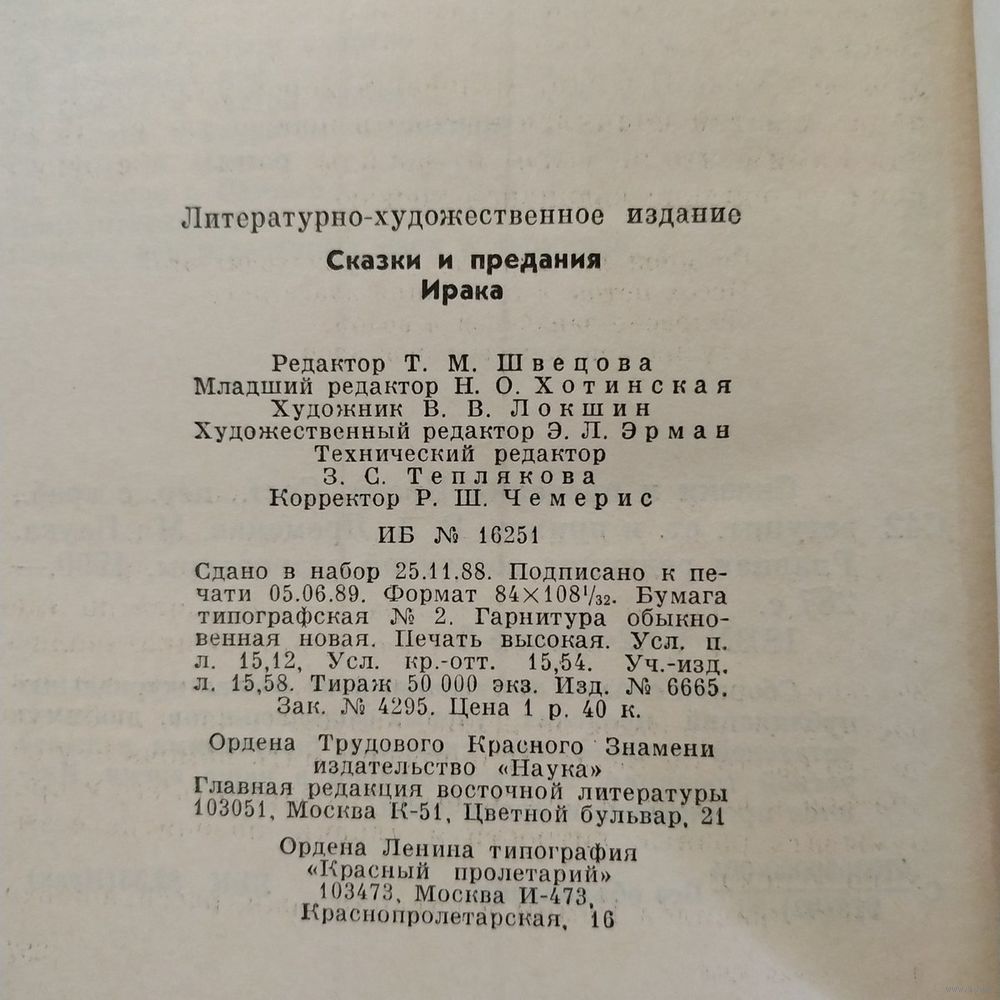 Литературно-художественное издание
Сказки и предания
Ирака
Редактор Т. М. Швецова
Младший редактор Н. О. Хотинская
Художник В. В. Локшин
Художественный редактор Э. Л. Эрман
Технический редактор
З. С. Теплякова
Корректор Р. Ш. Чемерис
ИБ № 16251
Сдано в набор 25.11.88. Подписано к пе-
чати 05.06.89. Формат 84×108¹/₃₂. Бумага
типографская № 2. Гарнитура обыкно-
венная новая. Печать высокая. Усл. п.
л. 15,12, Усл. кр.-отт. 15,54. Уч.-изд.
л. 15,58. Тираж 50 000 экз. Изд. № 6665.
Зак. № 4295. Цена 1 р. 40 к.
Ордена Трудового Красного Знамени
издательство «Наука»
Главная редакция восточной литературы
103051, Москва К-51, Цветной бульвар, 21
Ордена Ленина типография
«Красный пролетарий»
103473, Москва И-473,
Краснопролетарская, 16